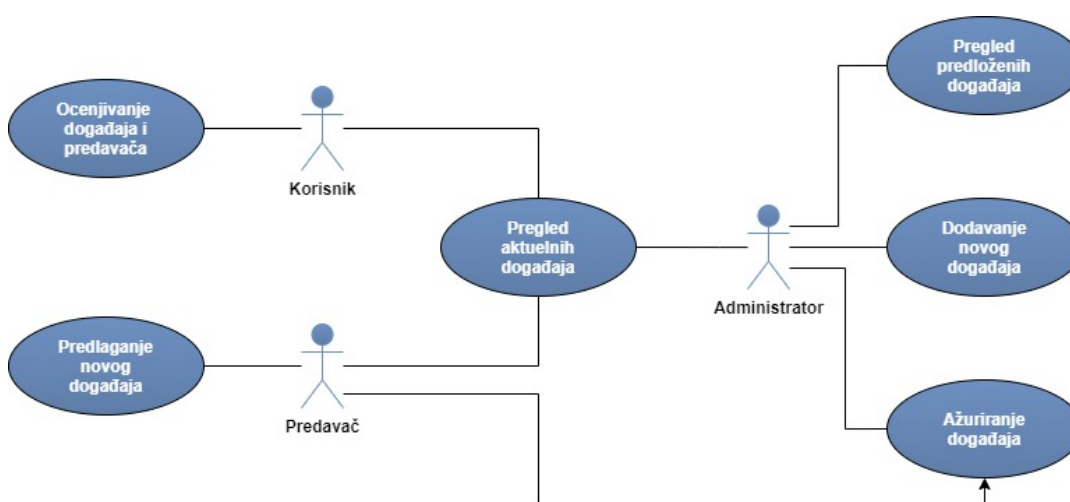 Ocenjivanje
događaja i
predavača
Korisnik
Pregled
aktuelnih
događaja
Predlaganje
novog
događaja
Predavač
Administrator
Pregled
predloženih
događaja
Dodavanje
novog
događaja
Ažuriranje
događaja